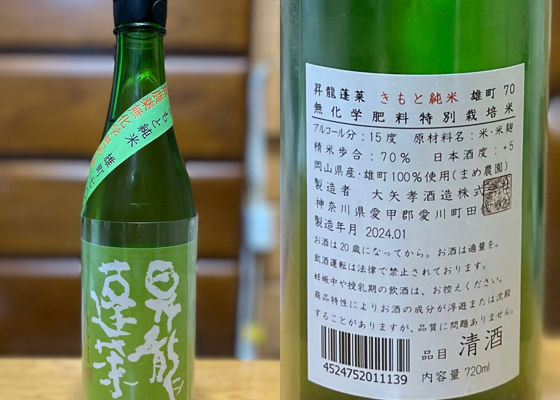 きもと純米 雄町
昇龍
蓬莱
昇龍蓬莱 きもと純米 雄町 70
無化学肥料特別栽培米
アルコール分:15度 原材料名:米・米麹
精米歩合:70% 日本酒度:+5
岡山県産・雄町100%使用(まめ農園)
製造者 大矢孝酒造株式
神奈川県愛甲郡愛川町田
製造年月 2024.01
お酒は20歳になってから。お酒は適量を。
飲酒運転は法律で禁止されております。
妊娠中や授乳期の飲酒は、お控えください。
商品特性によりお酒の成分が浮遊または沈殿
することがありますが、品質に問題ありません。
品目 清酒
内容量 720ml
4524752011139